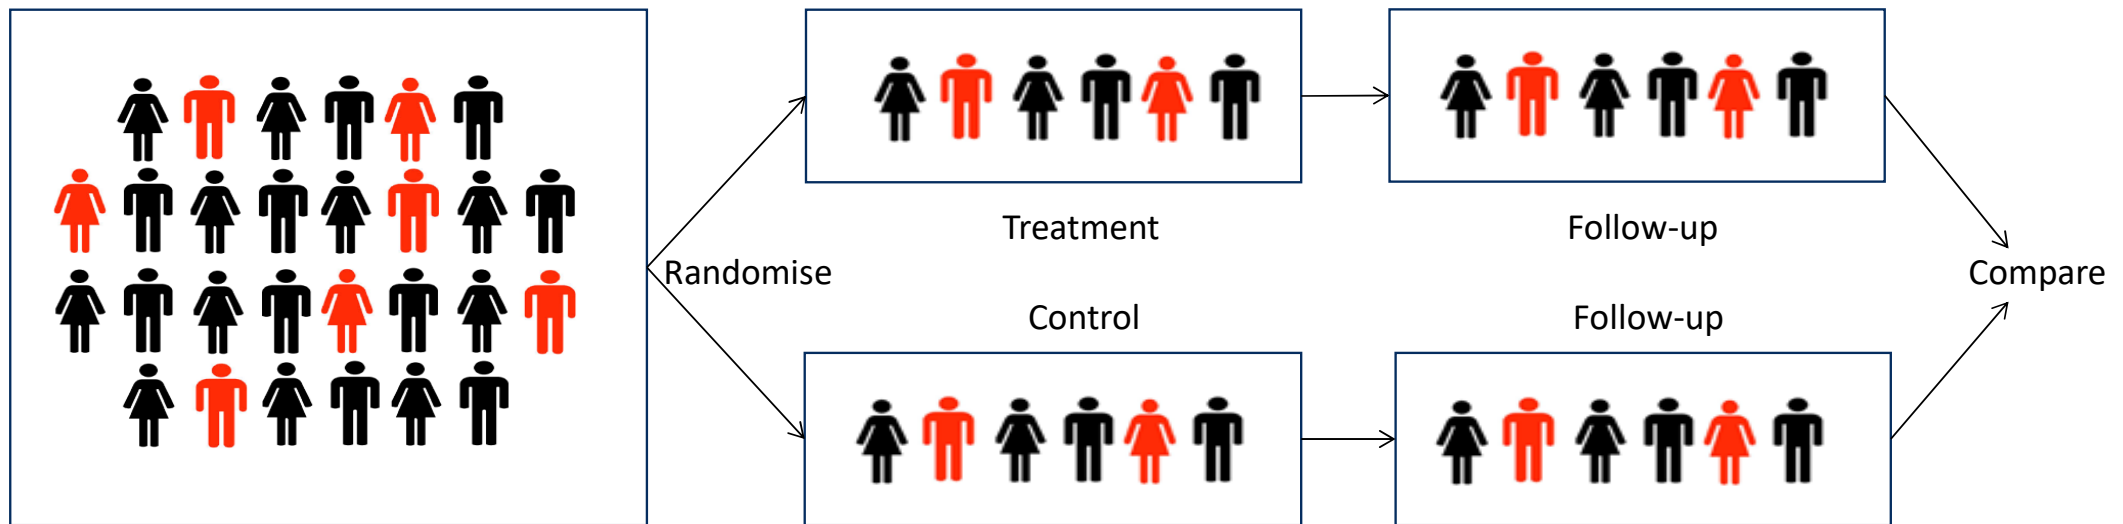 Randomise
Treatment
Follow-up
Control
Follow-up
Compare